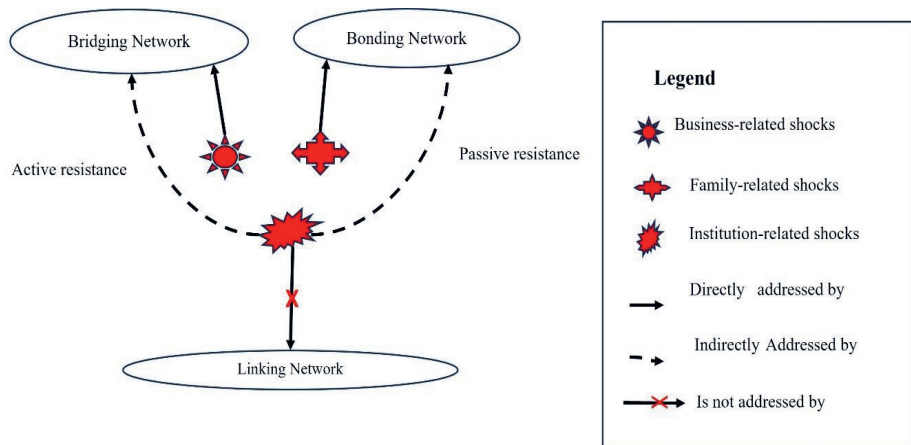 Bridging Network
Bonding Network
Active resistance
Passive resistance
Linking Network
Legend
Business-related shocks
Family-related shocks
Institution-related shocks
Directly addressed by
Indirectly Addressed by
Is not addressed by